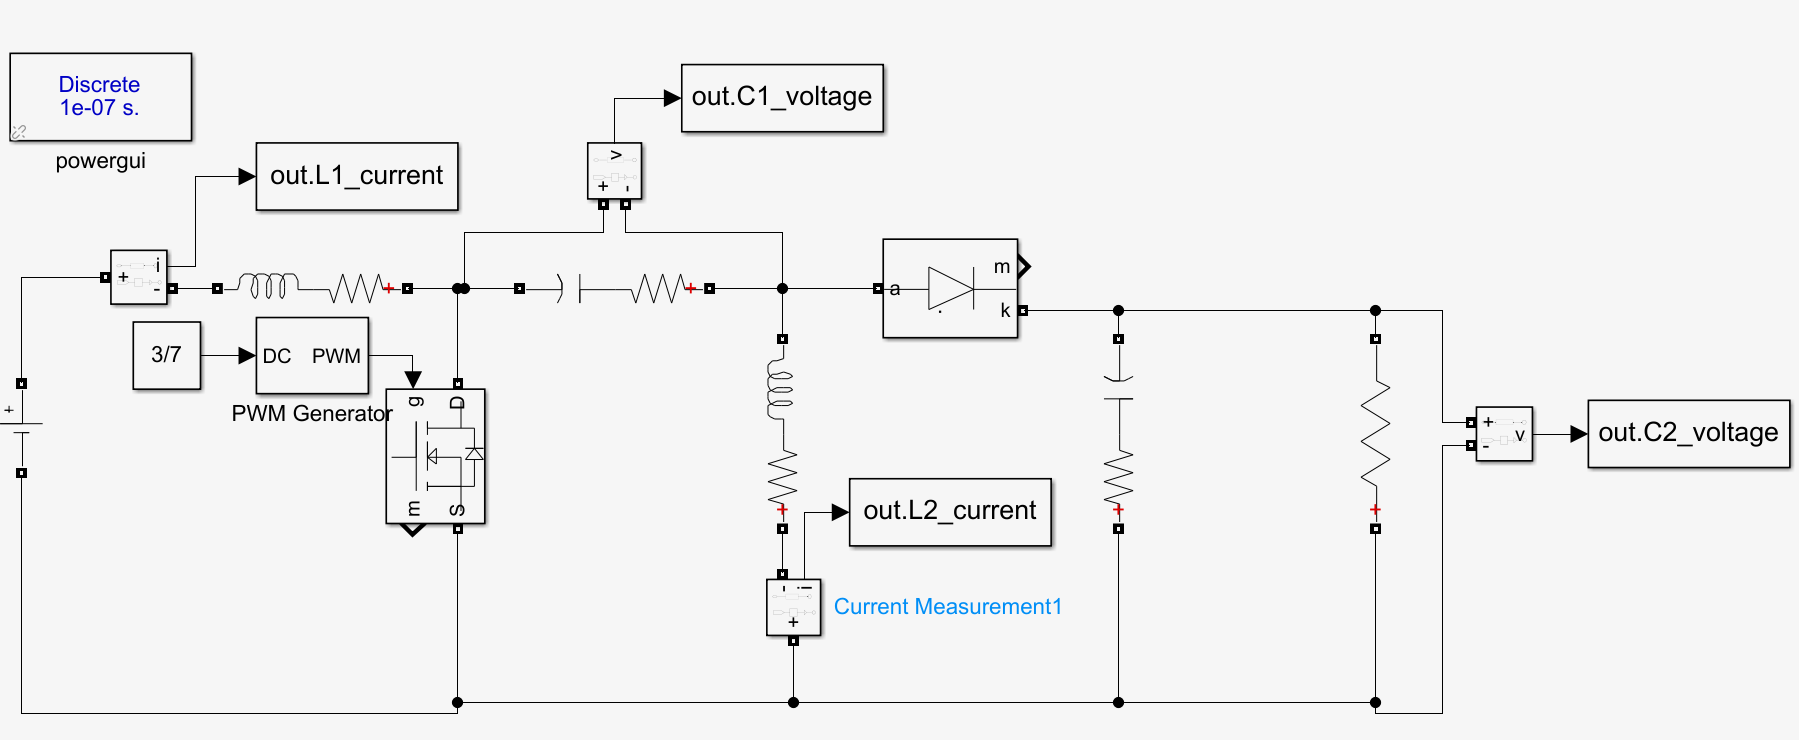 Discrete
1e-07 s.
powergui
out.C1_voltage
out.L1_current
v
+ -
i
+
-
m
a
k
3/7
DC PWM
PWM Generator
g D
m S
+
+
-
v
out.C2_voltage
out.L2_current
- i
+
Current Measurement1